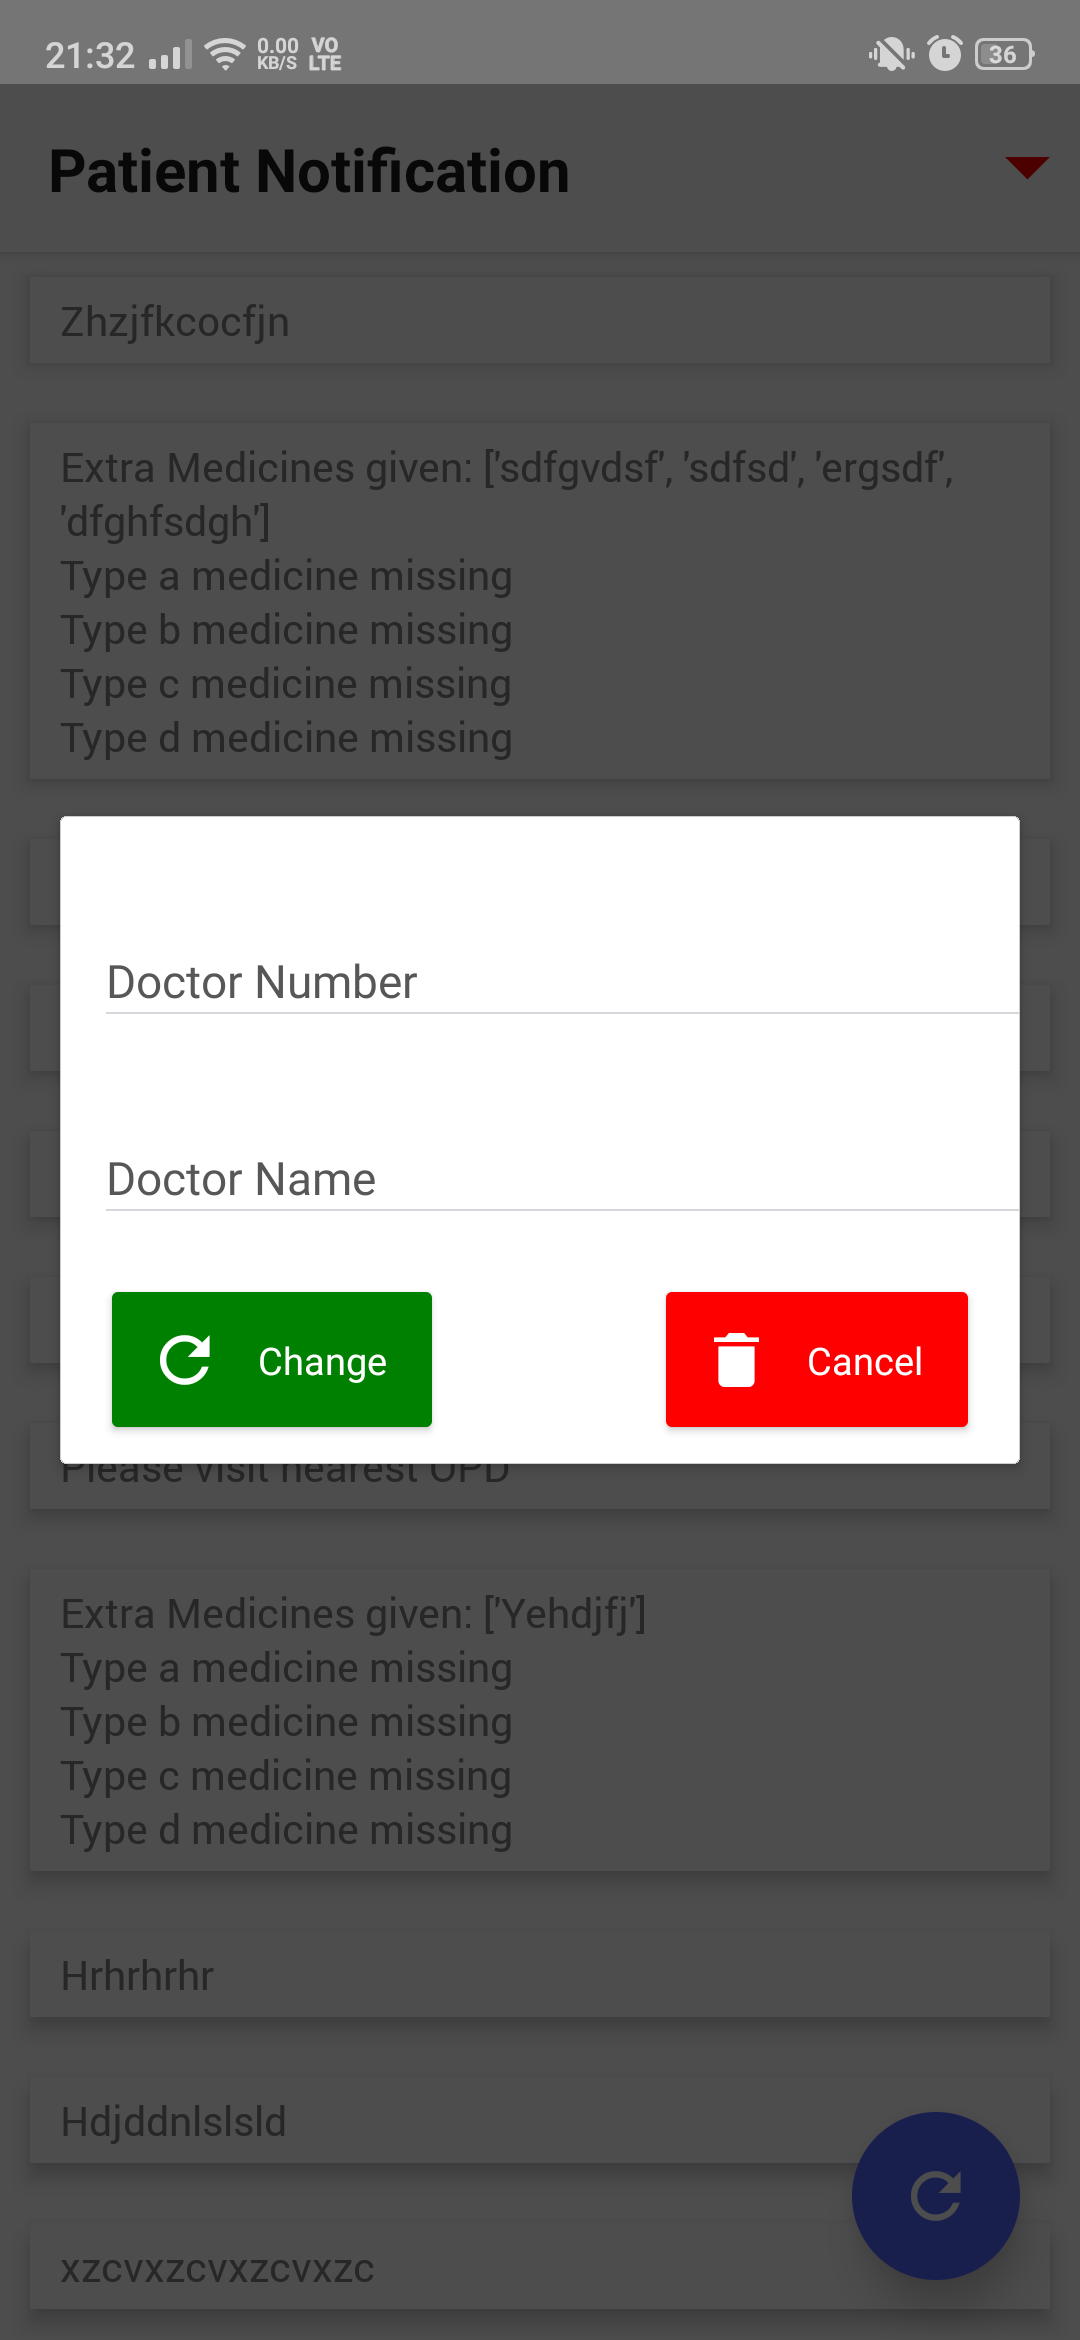 21:32 0.00 KB/S VO LTE 36
Patient Notification
Zhzjfkcocfjn
Extra Medicines given: ['sdfgvdsf', 'sdfsd', 'ergsdf',
'dfghfsdgh']
Type a medicine missing
Type b medicine missing
Type c medicine missing
Type d medicine missing
Doctor Number
Doctor Name
Change Cancel
Please visit nearest OPD
Extra Medicines given: ['Yehdjfj']
Type a medicine missing
Type b medicine missing
Type c medicine missing
Type d medicine missing
Hrhrhrhr
Hdjddnlslsld
xzcvxzcvxzcvxzc